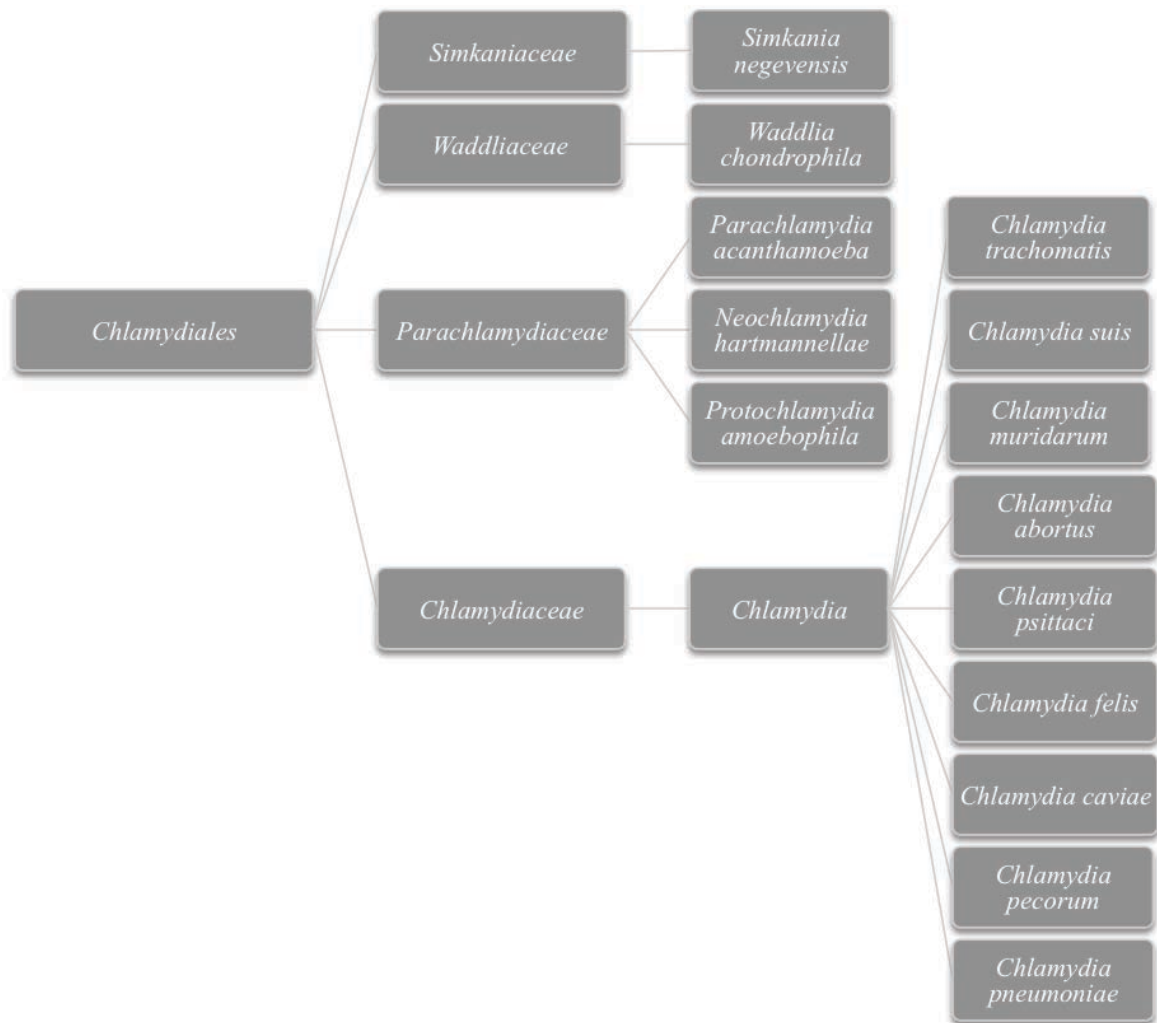 Simkaniaceae
Simkania
negevensis
Waddliaceae
Waddlia
chondrophila
Parachlamydia
acanthamoeba
Chlamydia
trachomatis
Chlamydiales
Parachlamydiaceae
Neochlamydia
hartmannellae
Chlamydia suis
Protochlamydia
amoebophila
Chlamydia
muridarum
Chlamydia
abortus
Chlamydiaceae
Chlamydia
Chlamydia
psittaci
Chlamydia felis
Chlamydia caviae
Chlamydia
pecorum
Chlamydia
pneumoniae